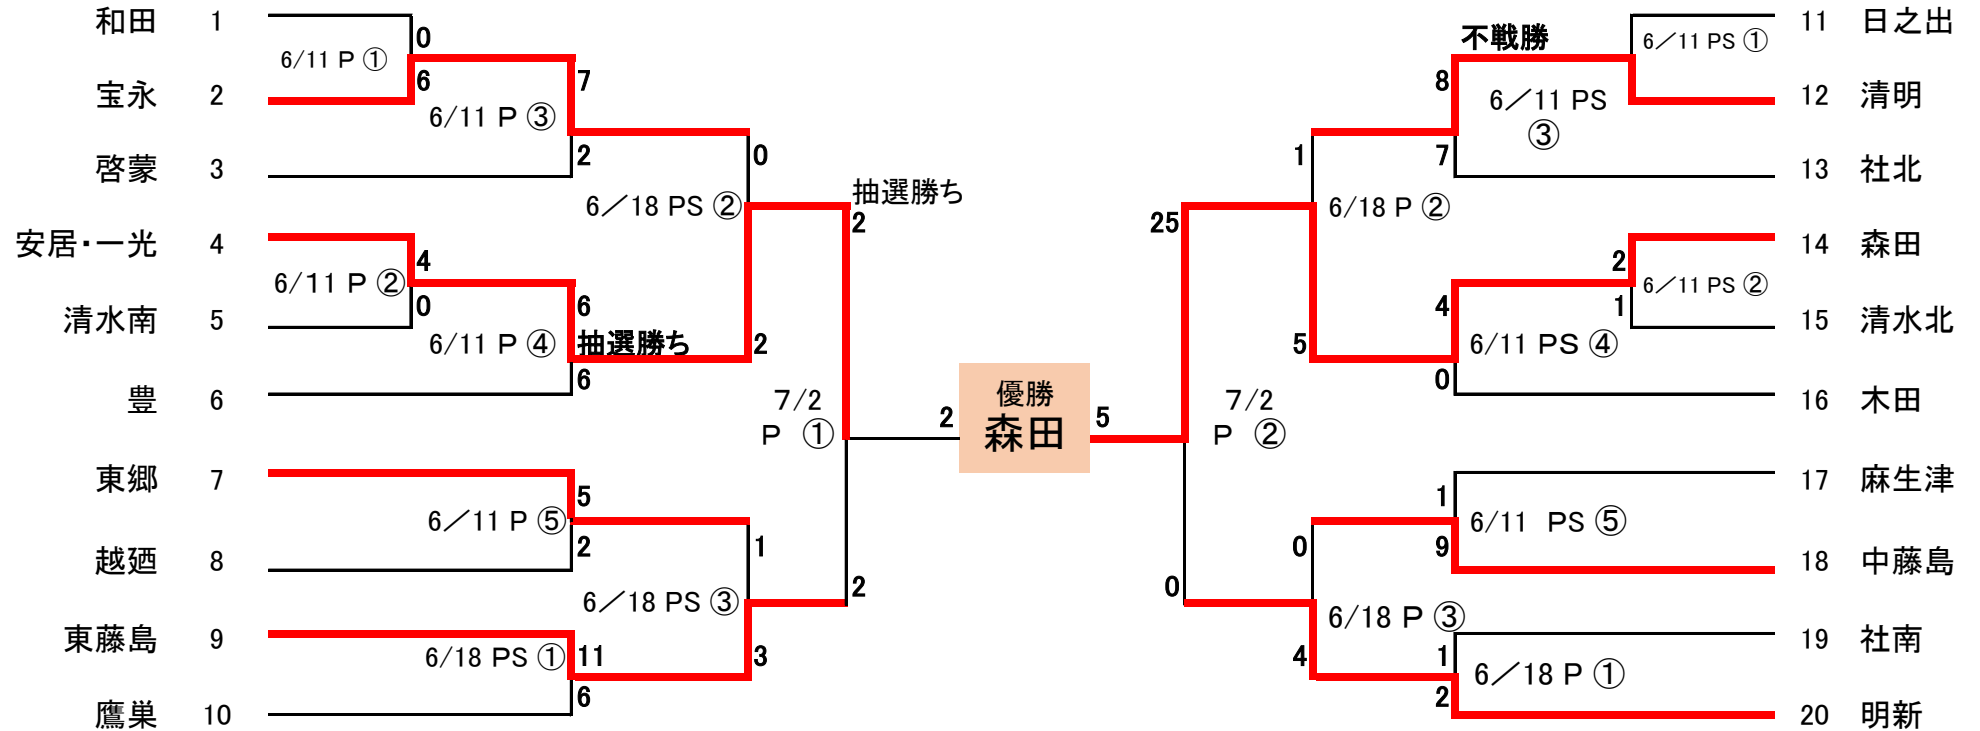 和田 1
0
6/11 P ①
宝永 2
6
7
6/11 P ③
啓蒙 3
2
0
6／18 PS ②
抽選勝ち
2
安居・一光 4
4
6/11 P ②
0
6
清水南 5
6/11 P ④
抽選勝ち
2
豊 6
6
7/2
P ①
東郷 7
5
6／11 P ⑤
越廼 8
2
1
6／18 PS ③
2
東藤島 9
6/18 PS ①
11
3
鷹巣 10
6
2
優勝
森田
5
不戦勝
6／11 PS ①
11 日之出
8
6／11 PS
③
12 清明
1
7
13 社北
25
6/18 P ②
2
14 森田
6／11 PS ②
4
1
15 清水北
5
6/11 PS ④
0
16 木田
7/2
P ②
1
17 麻生津
6/11 PS ⑤
0
9
18 中藤島
0
6/18 P ③
19 社南
4
1
6／18 P ①
2
20 明新